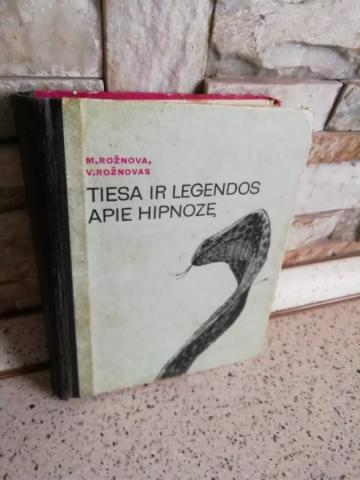 M.ROŽNOVA,
V.ROŽNOVAS
TIESA IR LEGENDOS
APIE HIPNOZĘ